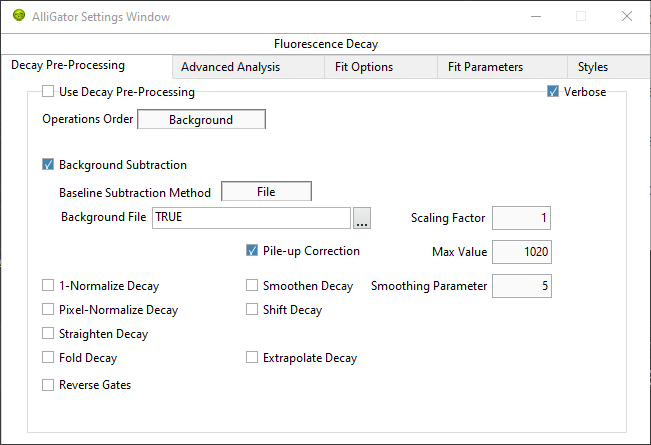 AlliGator Settings Window
Fluorescence Decay
Decay Pre-Processing Advanced Analysis Fit Options Fit Parameters Styles
Use Decay Pre-Processing Verbose
Operations Order Background
Background Subtraction
Baseline Subtraction Method File
Background File TRUE ... Scaling Factor 1
Pile-up Correction Max Value 1020
1-Normalize Decay Smoothen Decay Smoothing Parameter 5
Pixel-Normalize Decay Shift Decay
Straighten Decay
Fold Decay Extrapolate Decay
Reverse Gates